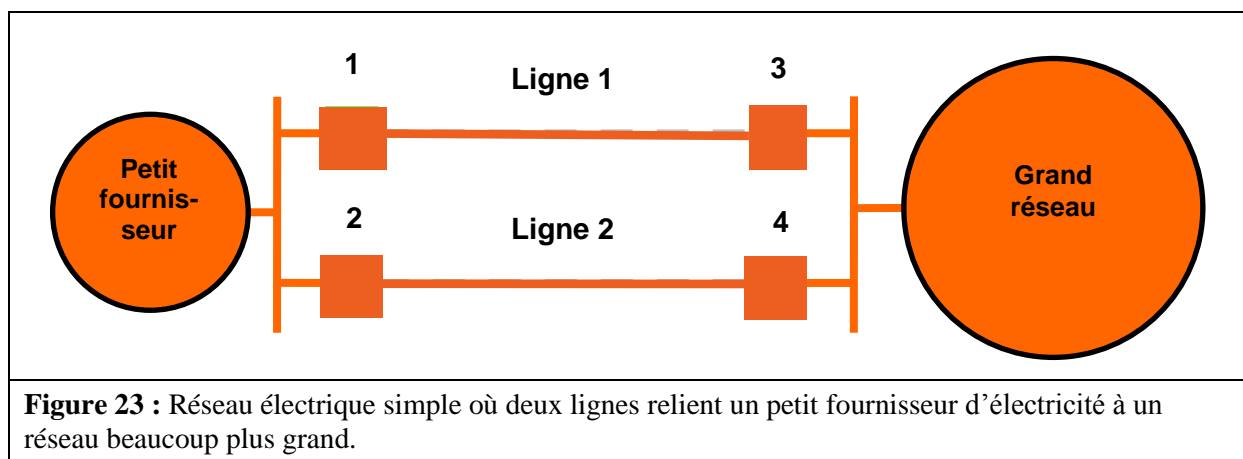 1
Ligne 1
3
Petit
fournis-
seur
Grand
réseau
2
Ligne 2
4
Figure 23 : Réseau électrique simple où deux lignes relient un petit fournisseur d’électricité à un
réseau beaucoup plus grand.